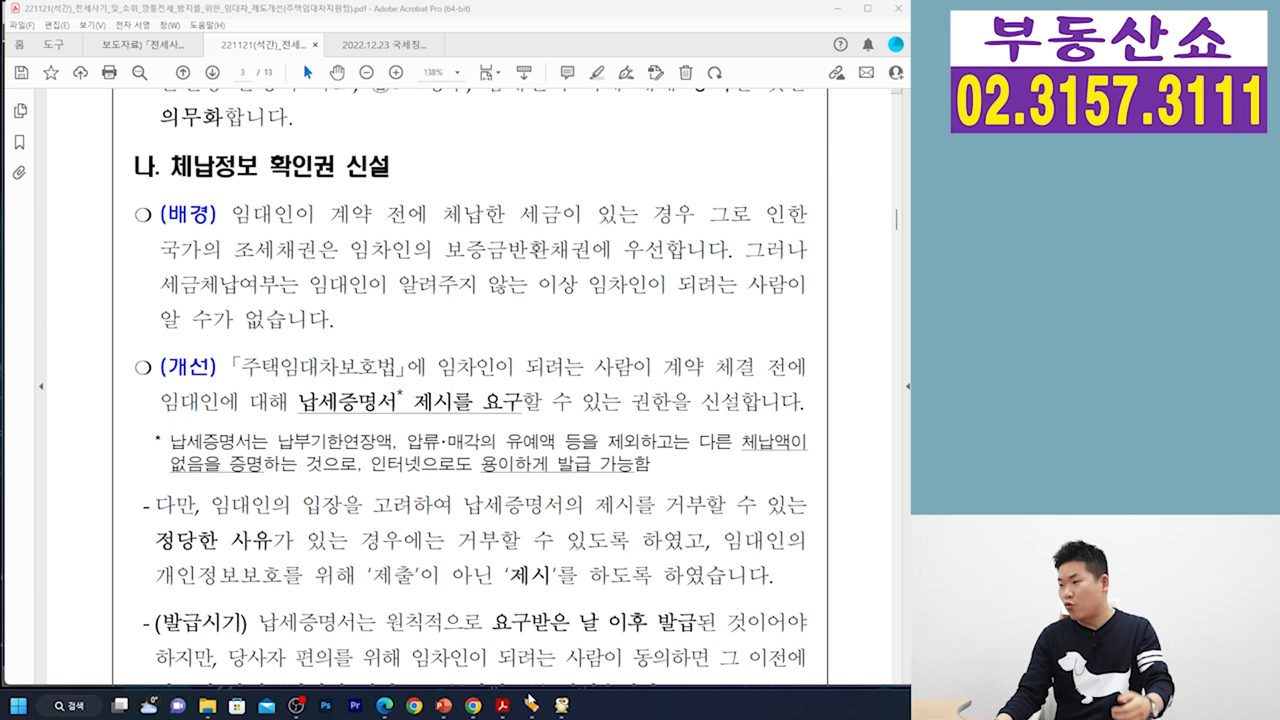 221121(석간)_전세사기_및_소위_깡통전세_방지를_위한_임대차_제도개선(주택임대차지원팀).pdf - Adobe Acrobat Pro (64-bit)
파일(F) 편집(E) 보기(V) 전자 서명 창(W) 도움말(H)
홈 도구 보도자료) 「전세사... 221121(석간)_전세... × 2022.12.23 국세징...
3 / 13 138%
의무화합니다.
나. 체납정보 확인권 신설
❍ (배경) 임대인이 계약 전에 체납한 세금이 있는 경우 그로 인한
국가의 조세채권은 임차인의 보증금반환채권에 우선합니다. 그러나
세금체납여부는 임대인이 알려주지 않는 이상 임차인이 되려는 사람이
알 수가 없습니다.
❍ (개선) 「주택임대차보호법」에 임차인이 되려는 사람이 계약 체결 전에
임대인에 대해 납세증명서* 제시를 요구할 수 있는 권한을 신설합니다.
* 납세증명서는 납부기한연장액, 압류·매각의 유예액 등을 제외하고는 다른 체납액이
없음을 증명하는 것으로, 인터넷으로도 용이하게 발급 가능함
- 다만, 임대인의 입장을 고려하여 납세증명서의 제시를 거부할 수 있는
정당한 사유가 있는 경우에는 거부할 수 있도록 하였고, 임대인의
개인정보보호를 위해 '제출'이 아닌 '제시'를 하도록 하였습니다.
- (발급시기) 납세증명서는 원칙적으로 요구받은 날 이후 발급된 것이어야
하지만, 당사자 편의를 위해 임차인이 되려는 사람이 동의하면 그 이전에
검색
Ps Pr
부동산쇼
02.3157.3111